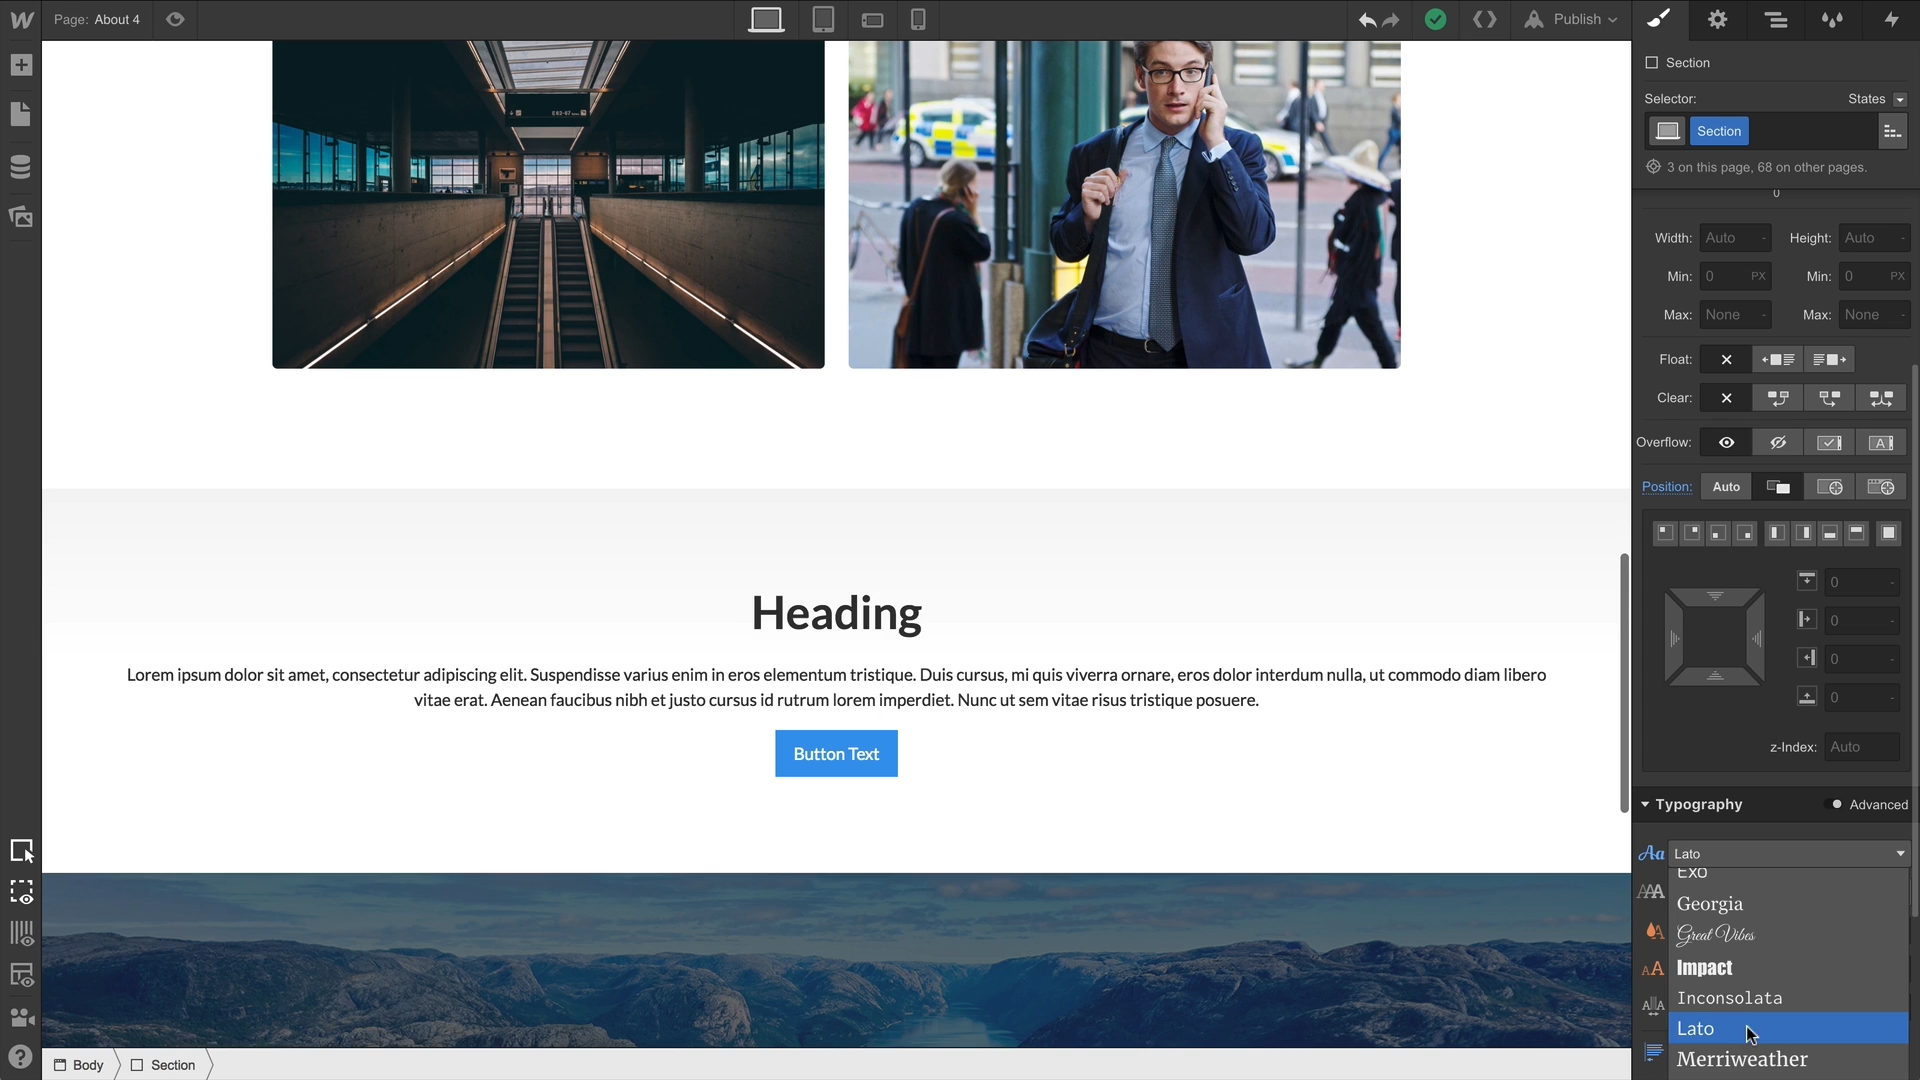 Page: About 4
Publish
Section
Selector:
States
Section
3 on this page, 68 on other pages.
0
Width:
Auto
-
Height:
Auto
-
Min:
0
PX
Min:
0
PX
Max:
None
-
Max:
None
-
Float:
Clear:
Overflow:
Position:
Auto
0
-
0
-
0
-
0
-
z-Index:
Auto
Typography
Advanced
Lato
Exo
Georgia
Great Vibes
Impact
Inconsolata
Lato
Merriweather
Heading
Lorem ipsum dolor sit amet, consectetur adipiscing elit. Suspendisse varius enim in eros elementum tristique. Duis cursus, mi quis viverra ornare, eros dolor interdum nulla, ut commodo diam libero
vitae erat. Aenean faucibus nibh et justo cursus id rutrum lorem imperdiet. Nunc ut sem vitae risus tristique posuere.
Button Text
Body
Section